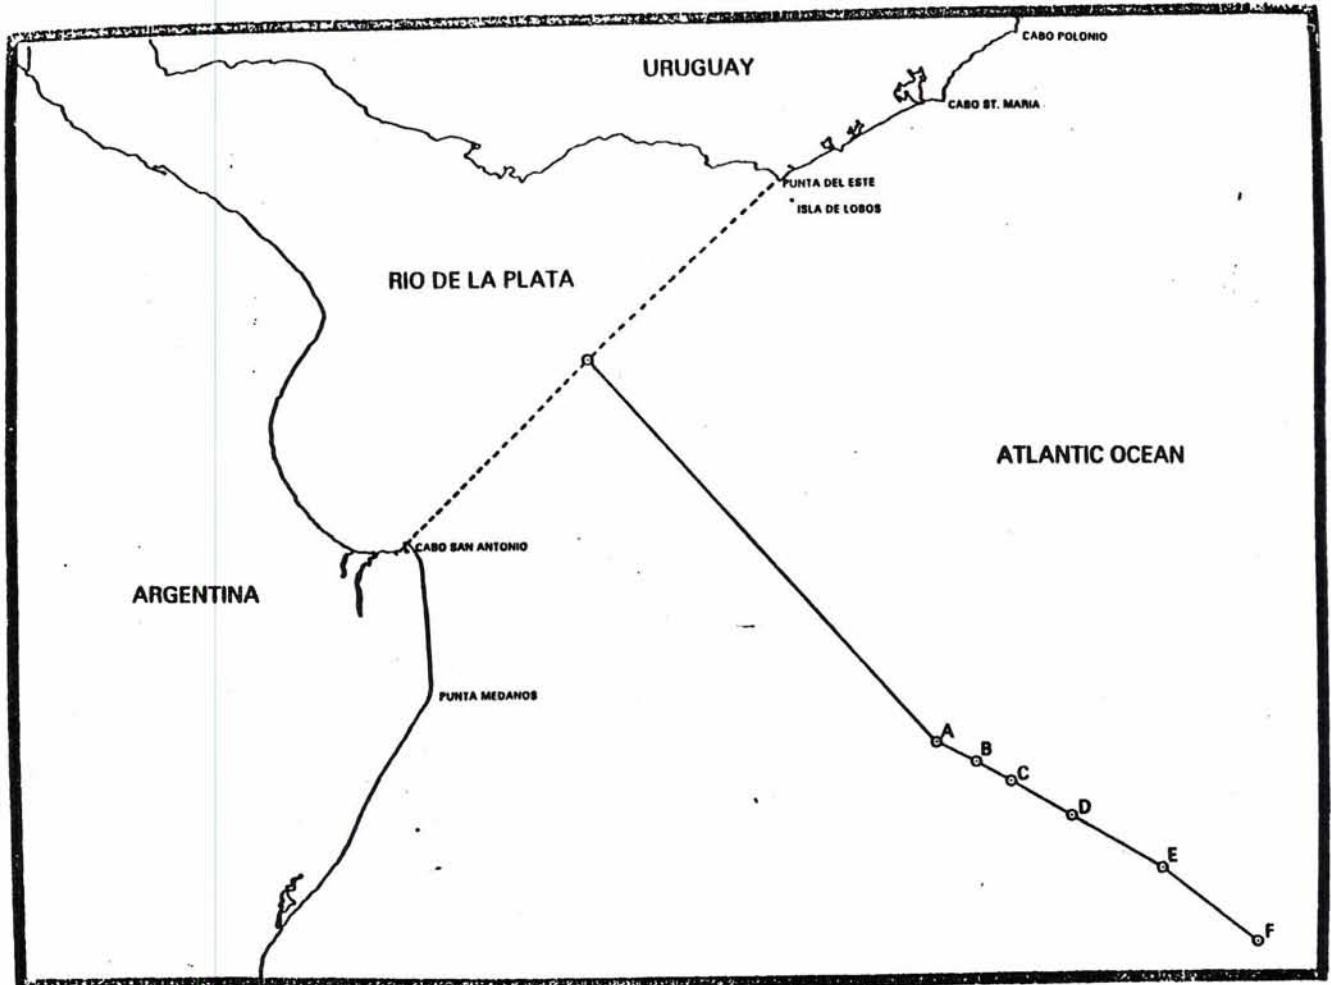 CABO POLONIO
URUGUAY
CABO ST. MARIA
PUNTA DEL ESTE
ISLA DE LOBOS
RIO DE LA PLATA
ATLANTIC OCEAN
CABO SAN ANTONIO
ARGENTINA
PUNTA MEDANOS
A
B
C
D
E
F